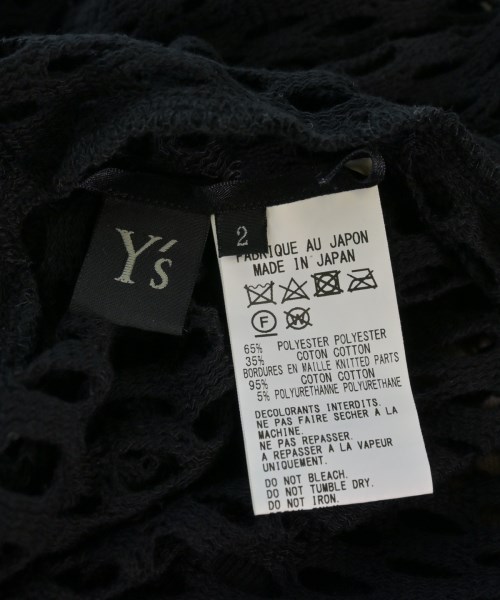 Y's
2
FABRIQUE AU JAPON
MADE IN JAPAN
F
W
65% POLYESTER POLYESTER
35% COTON COTTON
BORDURES EN MAILLE KNITTED PARTS
95% COTON COTTON
5% POLYURETHANNE POLYURETHANE
DECOLORANTS INTERDITS.
NE PAS FAIRE SECHER A LA
MACHINE.
NE PAS REPASSER.
A REPASSER A LA VAPEUR
UNIQUEMENT.
DO NOT BLEACH.
DO NOT TUMBLE DRY.
DO NOT IRON.